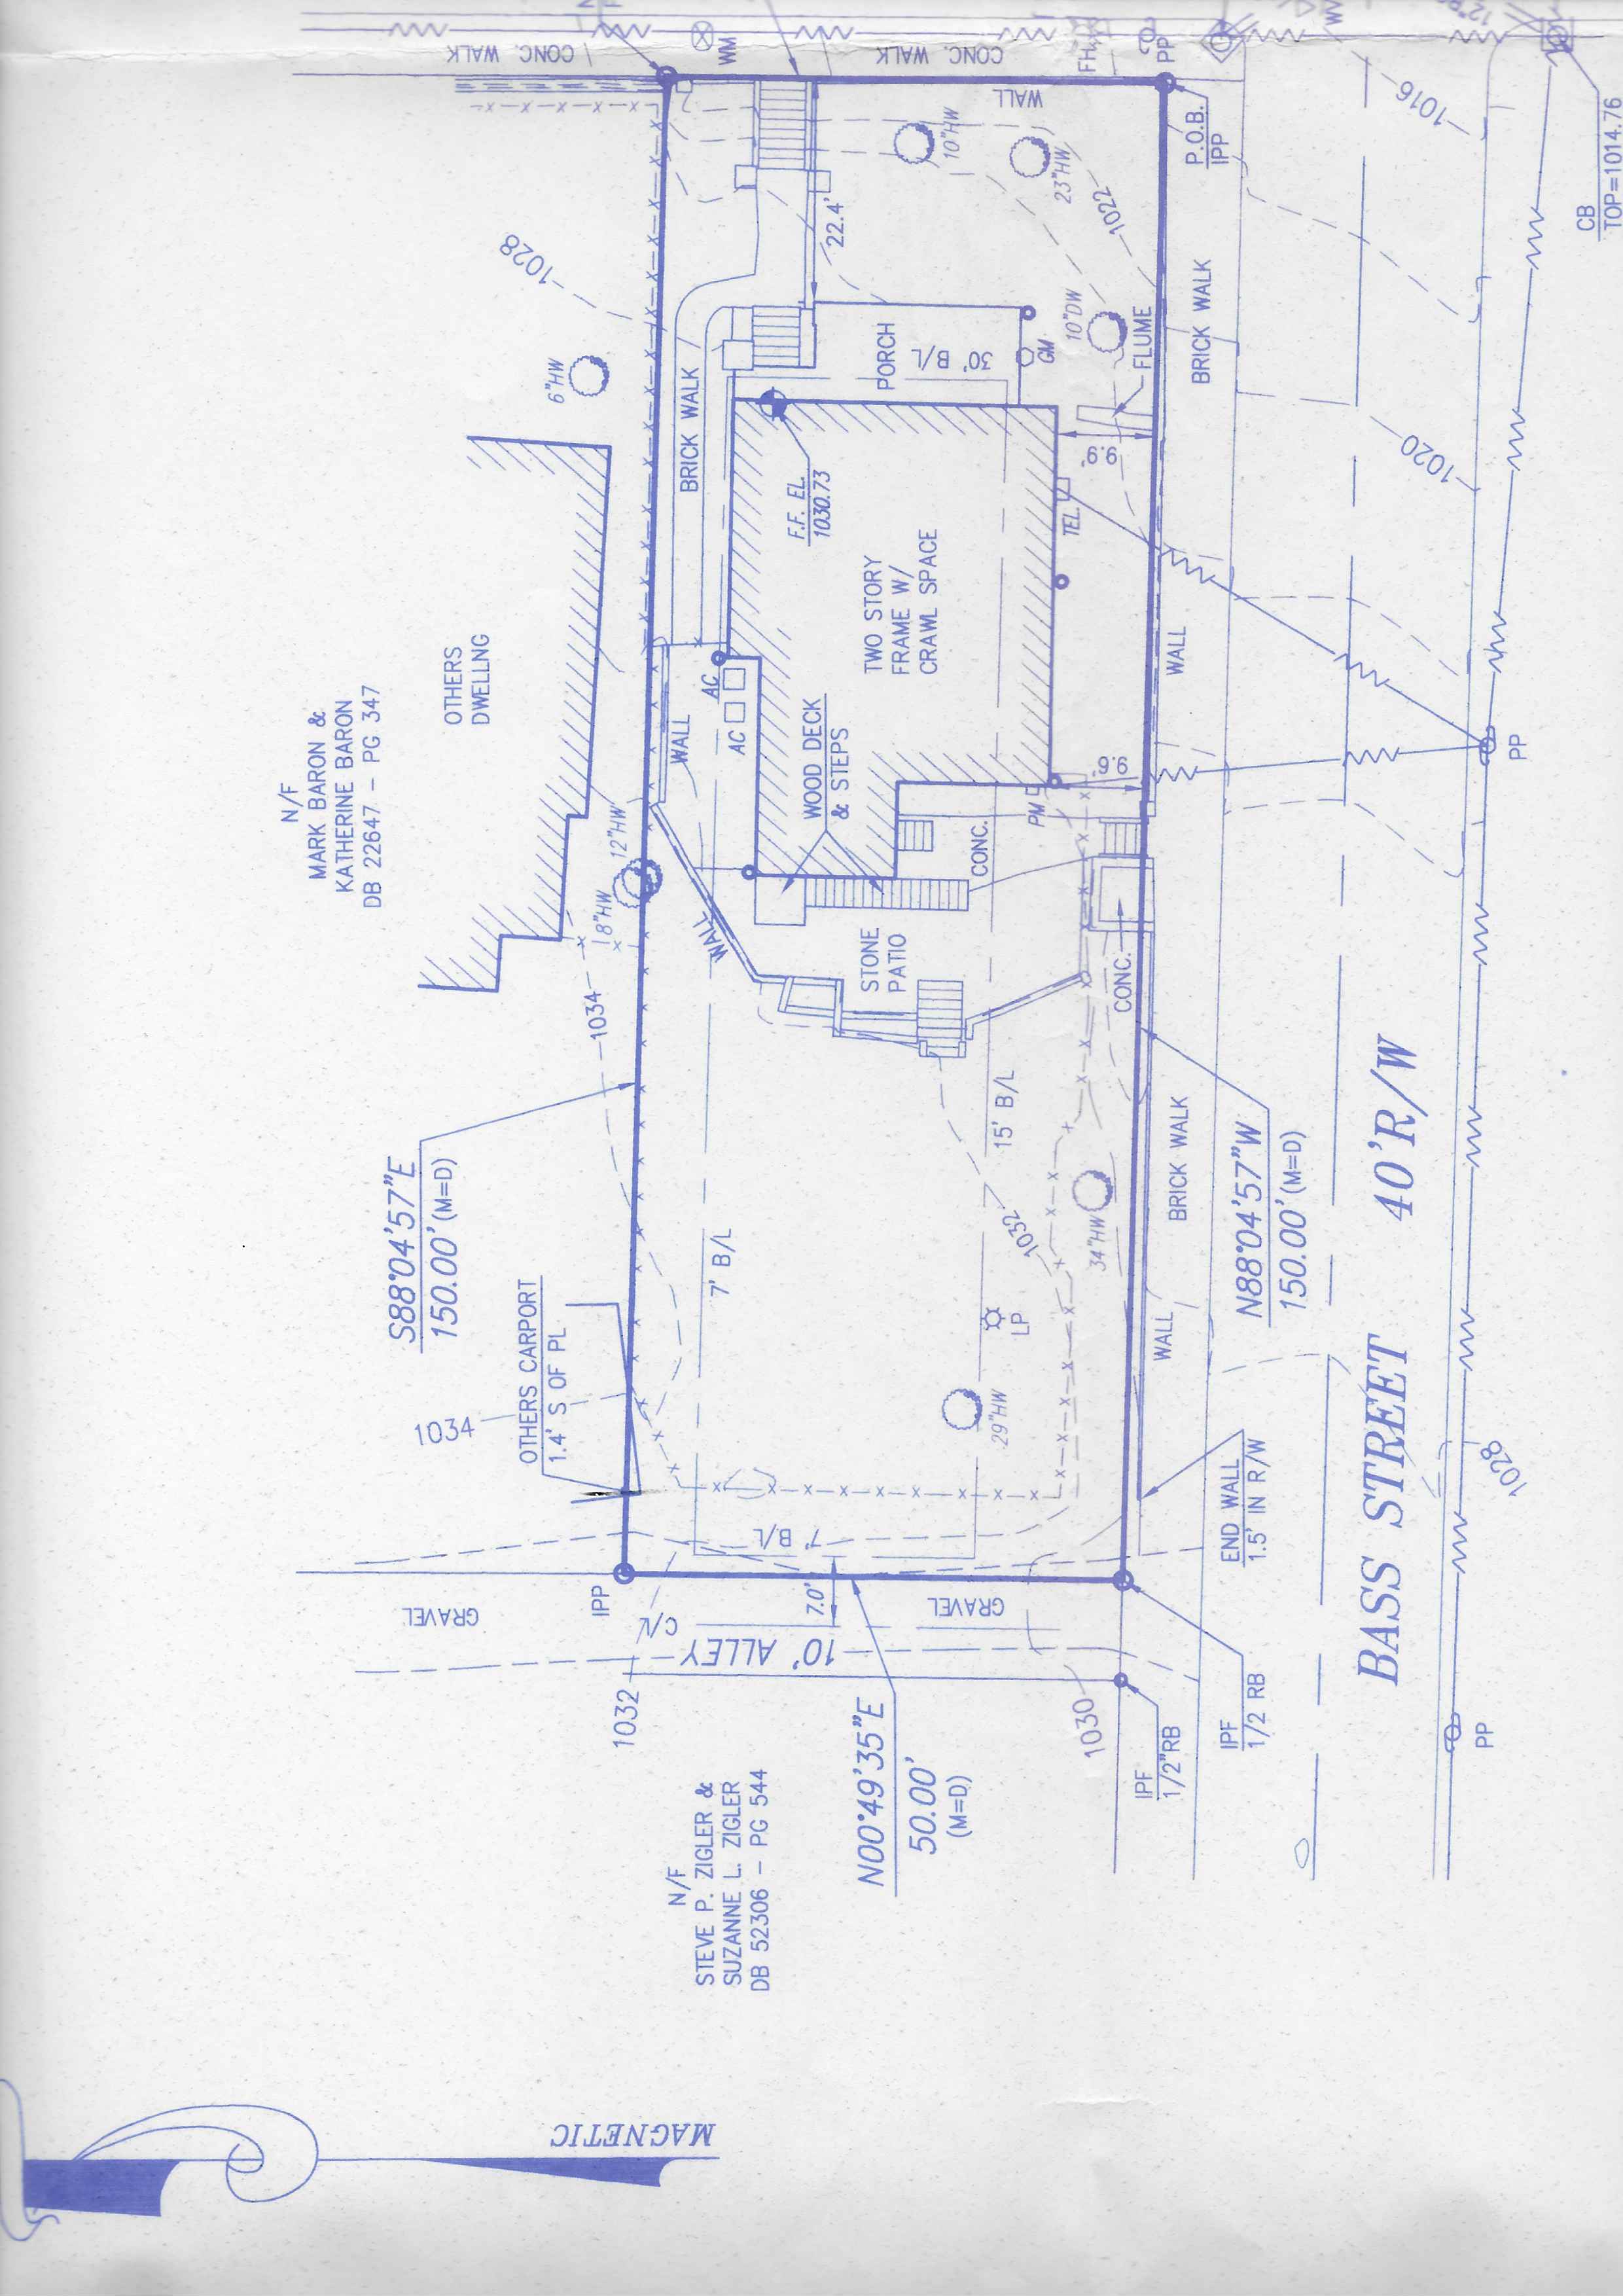 N/F
MARK BARON &
KATHERINE BARON
DB 22647 - PG 347
OTHERS
DWELLNG
S88°04'57"E
150.00' (M=D)
OTHERS CARPORT
1.4' S OF PL
1034
1034
18"HW
12"HW
6"HW
1028
CONC. WALK
WM
CONC. WALK
FH
PP
WALL
10"HW
23"HW
1022
22.4'
P.O.B.
IPP
1016
CB
TOP=1014.76
BRICK WALK
PORCH
30' B/L
GM
10"DW
FLUME
BRICK WALK
1020
F.F. EL.
1030.73
9.9'
TEL
TWO STORY
FRAME W/
CRAWL SPACE
WALL
AC
AC
WALL
WOOD DECK
& STEPS
PM
9.6'
PP
CONC.
WALL
STONE
PATIO
CONC.
7' B/L
15' B/L
1032
34"HW
BRICK WALK
N88°04'57"W
150.00' (M=D)
LP
29"HW
WALL
END WALL
1.5' IN R/W
BASS STREET 40'R/W
1028
7' B/L
7.0'
IPP
GRAVEL
GRAVEL
C/L
10' ALLEY
1032
1030
IPF
1/2"RB
IPF
1/2 RB
PP
N00°49'35"E
50.00'
(M=D)
N/F
STEVE P. ZIGLER &
SUZANNE L. ZIGLER
DB 52306 - PG 544
MAGNETIC